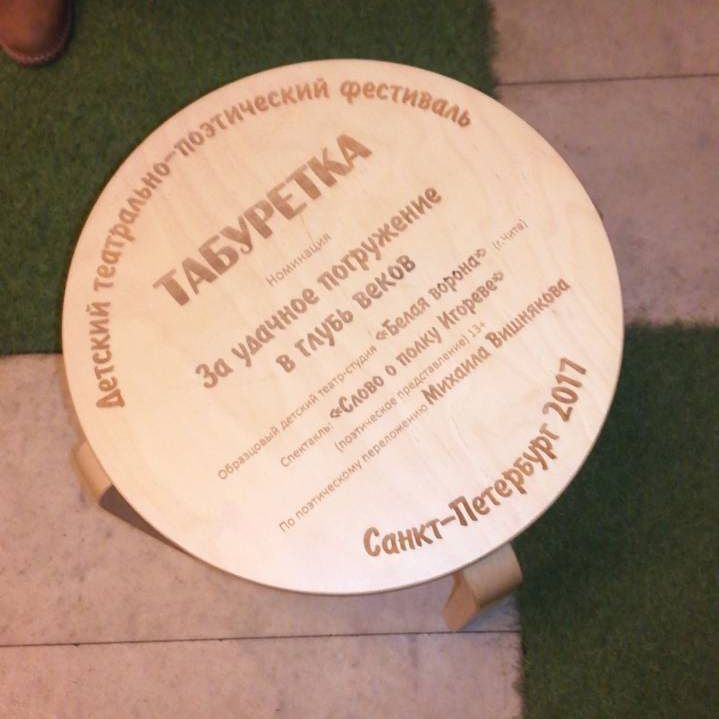 Детский театрально-поэтический фестиваль
ТАБУРЕТКА
Номинация
За удачное погружение
в глубь веков
Образцовый детский театр-студия «Белая ворона» (г.Чита)
Спектакль: «Слово о полку Игореве»
(поэтическое представление) 13+
По поэтическому переложению Михаила Вишнякова
Санкт-Петербург 2017